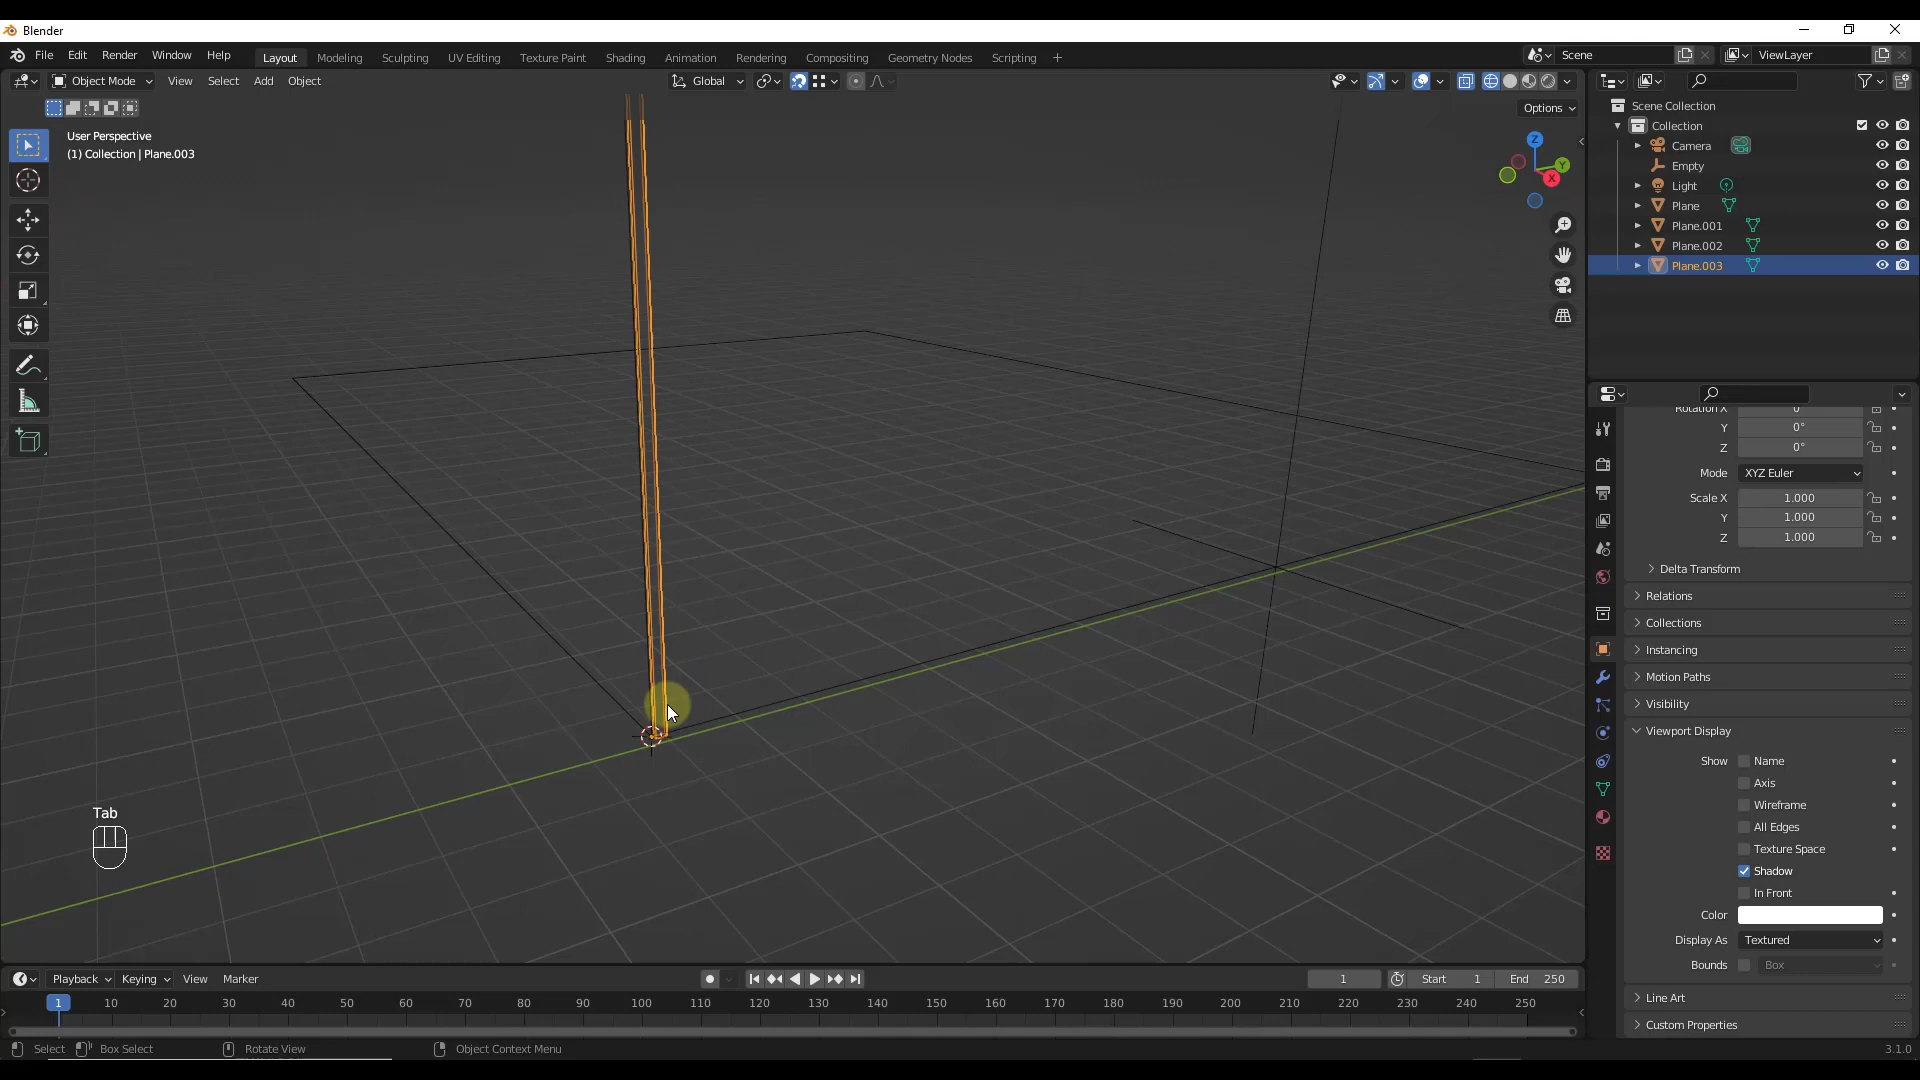 Blender
File Edit Render Window Help
Layout Modeling Sculpting UV Editing Texture Paint Shading Animation Rendering Compositing Geometry Nodes Scripting +
Scene ViewLayer
Object Mode View Select Add Object Global
Options
User Perspective
(1) Collection | Plane.003
Z
Y
X
Scene Collection
Collection
Camera
Empty
Light
Plane
Plane.001
Plane.002
Plane.003
Rotation X 0°
Y 0°
Z 0°
Mode XYZ Euler
Scale X 1.000
Y 1.000
Z 1.000
Delta Transform
Relations
Collections
Instancing
Motion Paths
Visibility
Viewport Display
Show Name
Axis
Wireframe
All Edges
Texture Space
Shadow
In Front
Color
Display As Textured
Bounds Box
Line Art
Custom Properties
Tab
Playback Keying View Marker 1 Start 1 End 250
1 10 20 30 40 50 60 70 80 90 100 110 120 130 140 150 160 170 180 190 200 210 220 230 240 250
Select Box Select Rotate View Object Context Menu 3.1.0